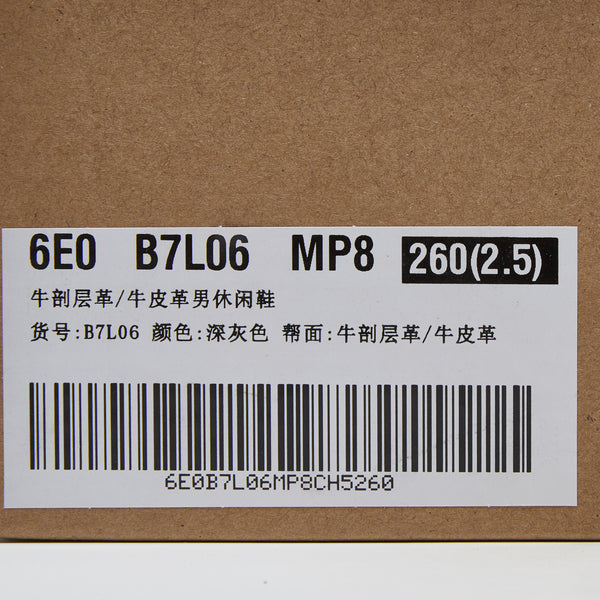 6E0 B7L06 MP8 260(2.5)
牛剖层革/牛皮革男休闲鞋
货号:B7L06 颜色:深灰色 帮面:牛剖层革/牛皮革
6E0B7L06MP8CH5260